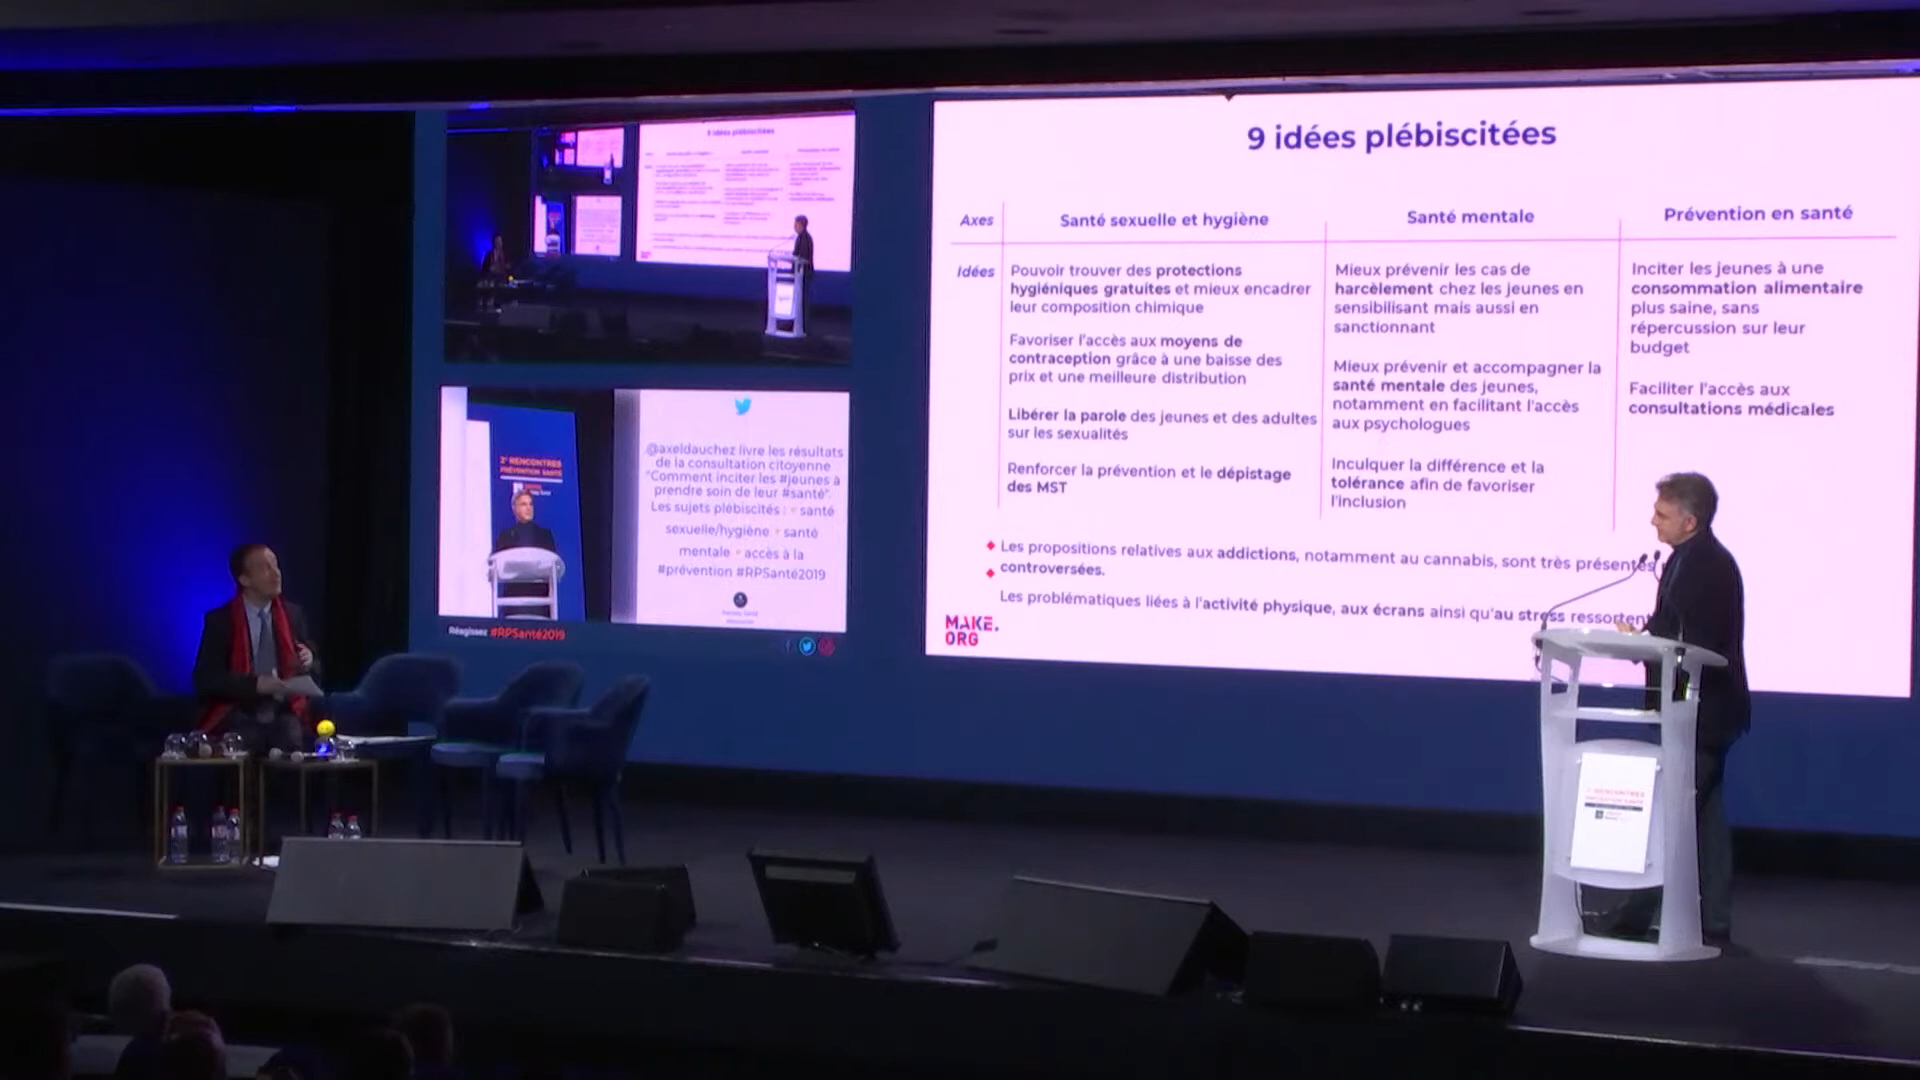 9 idées plébiscitées
Axes
Santé sexuelle et hygiène
Santé mentale
Prévention en santé
Idées
Pouvoir trouver des protections
hygiéniques gratuites et mieux encadrer
leur composition chimique
Favoriser l'accès aux moyens de
contraception grâce à une baisse des
prix et une meilleure distribution
Libérer la parole des jeunes et des adultes
sur les sexualités
Renforcer la prévention et le dépistage
des MST
Mieux prévenir les cas de
harcèlement chez les jeunes en
sensibilisant mais aussi en
sanctionnant
Mieux prévenir et accompagner la
santé mentale des jeunes,
notamment en facilitant l'accès
aux psychologues
Inculquer la différence et la
tolérance afin de favoriser
l'inclusion
Inciter les jeunes à une
consommation alimentaire
plus saine, sans
répercussion sur leur
budget
Faciliter l'accès aux
consultations médicales
Les propositions relatives aux addictions, notamment au cannabis, sont très présentes
controversées.
Les problématiques liées à l'activité physique, aux écrans ainsi qu'au stress ressortent
MAKE.
ORG
9 idées plébiscitées
2e RENCONTRES
PRÉVENTION SANTÉ
@axeldauchez livre les résultats
de la consultation citoyenne
"Comment inciter les #jeunes à
prendre soin de leur #santé".
Les sujets plébiscités : santé
sexuelle/hygiène santé
mentale accès à la
#prévention #RPSanté2019
Réagissez #RPSanté2019
2e RENCONTRES
PRÉVENTION SANTÉ